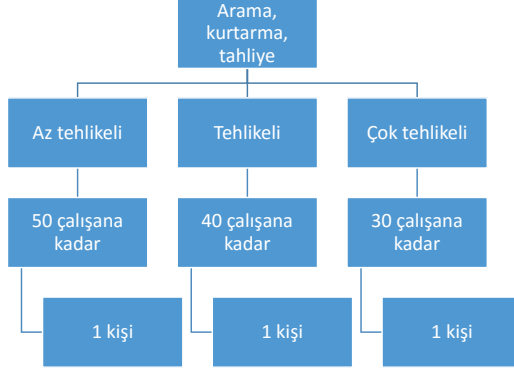 Arama,
kurtarma,
tahliye
Az tehlikeli
Tehlikeli
Çok tehlikeli
50 çalışana
kadar
40 çalışana
kadar
30 çalışana
kadar
1 kişi
1 kişi
1 kişi